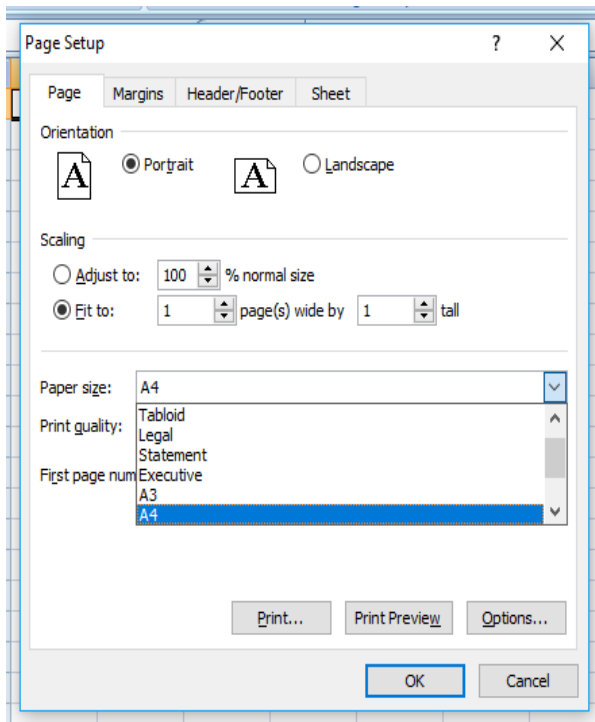 Page Setup ? X
Page Margins Header/Footer Sheet
Orientation
A Portrait A Landscape
Scaling
Adjust to: 100 % normal size
Fit to: 1 page(s) wide by 1 tall
Paper size: A4
Print quality:
First page num
Tabloid
Legal
Statement
Executive
A3
A4
Print... Print Preview Options...
OK Cancel